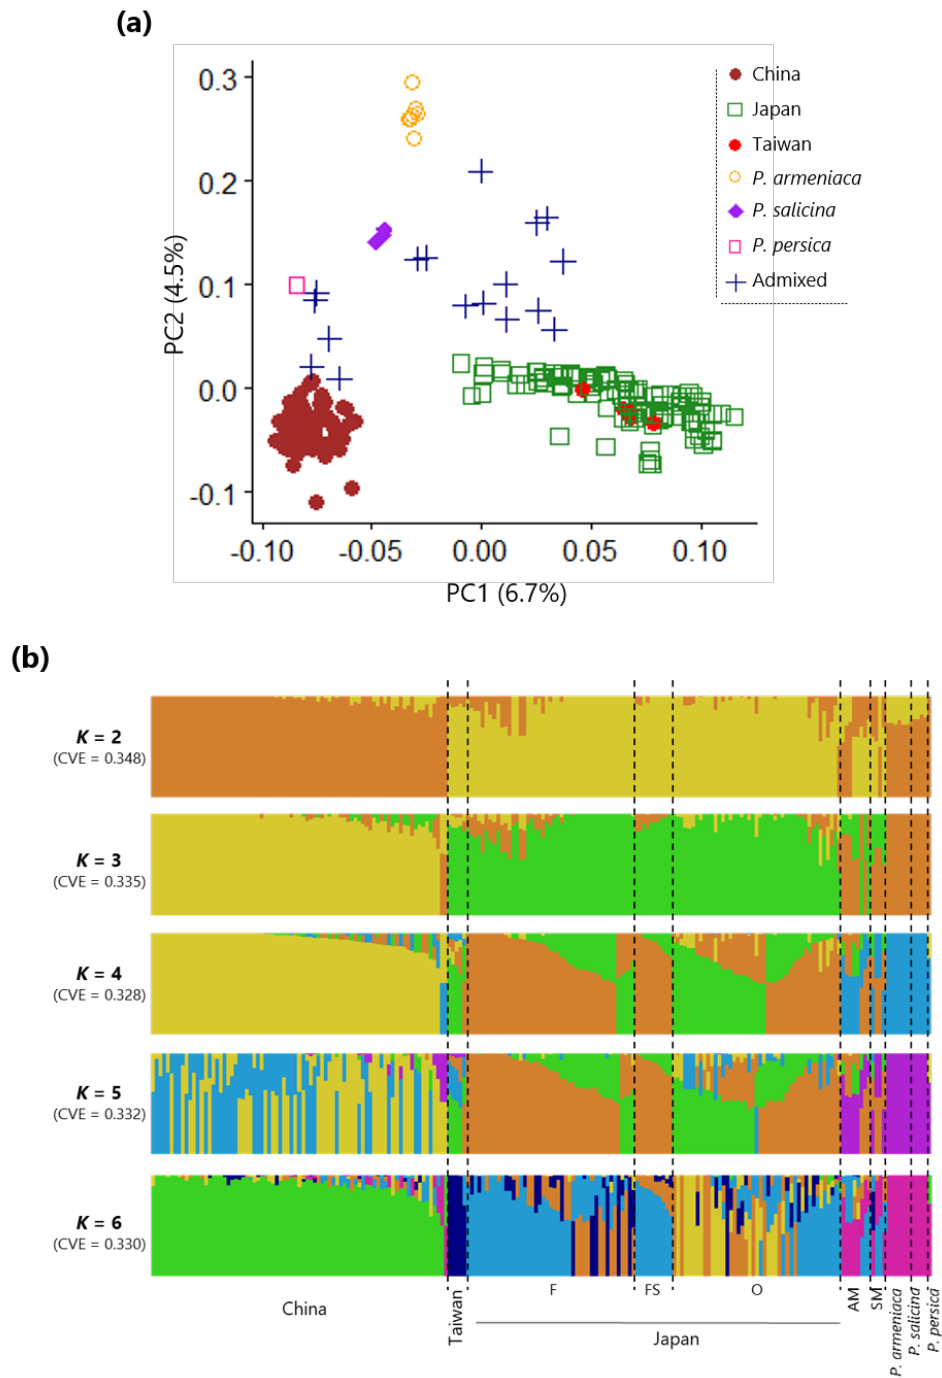 (a)
0.3
0.2
0.1
0.0
-0.1
PC2 (4.5%)
-0.10 -0.05 0.00 0.05 0.10
PC1 (6.7%)
China
Japan
Taiwan
P. armeniaca
P. salicina
P. persica
Admixed
(b)
K = 2
(CVE = 0.348)
K = 3
(CVE = 0.335)
K = 4
(CVE = 0.328)
K = 5
(CVE = 0.332)
K = 6
(CVE = 0.330)
China
Taiwan
F
FS
O
Japan
AM
SM
P. armeniaca
P. salicina
P. persica